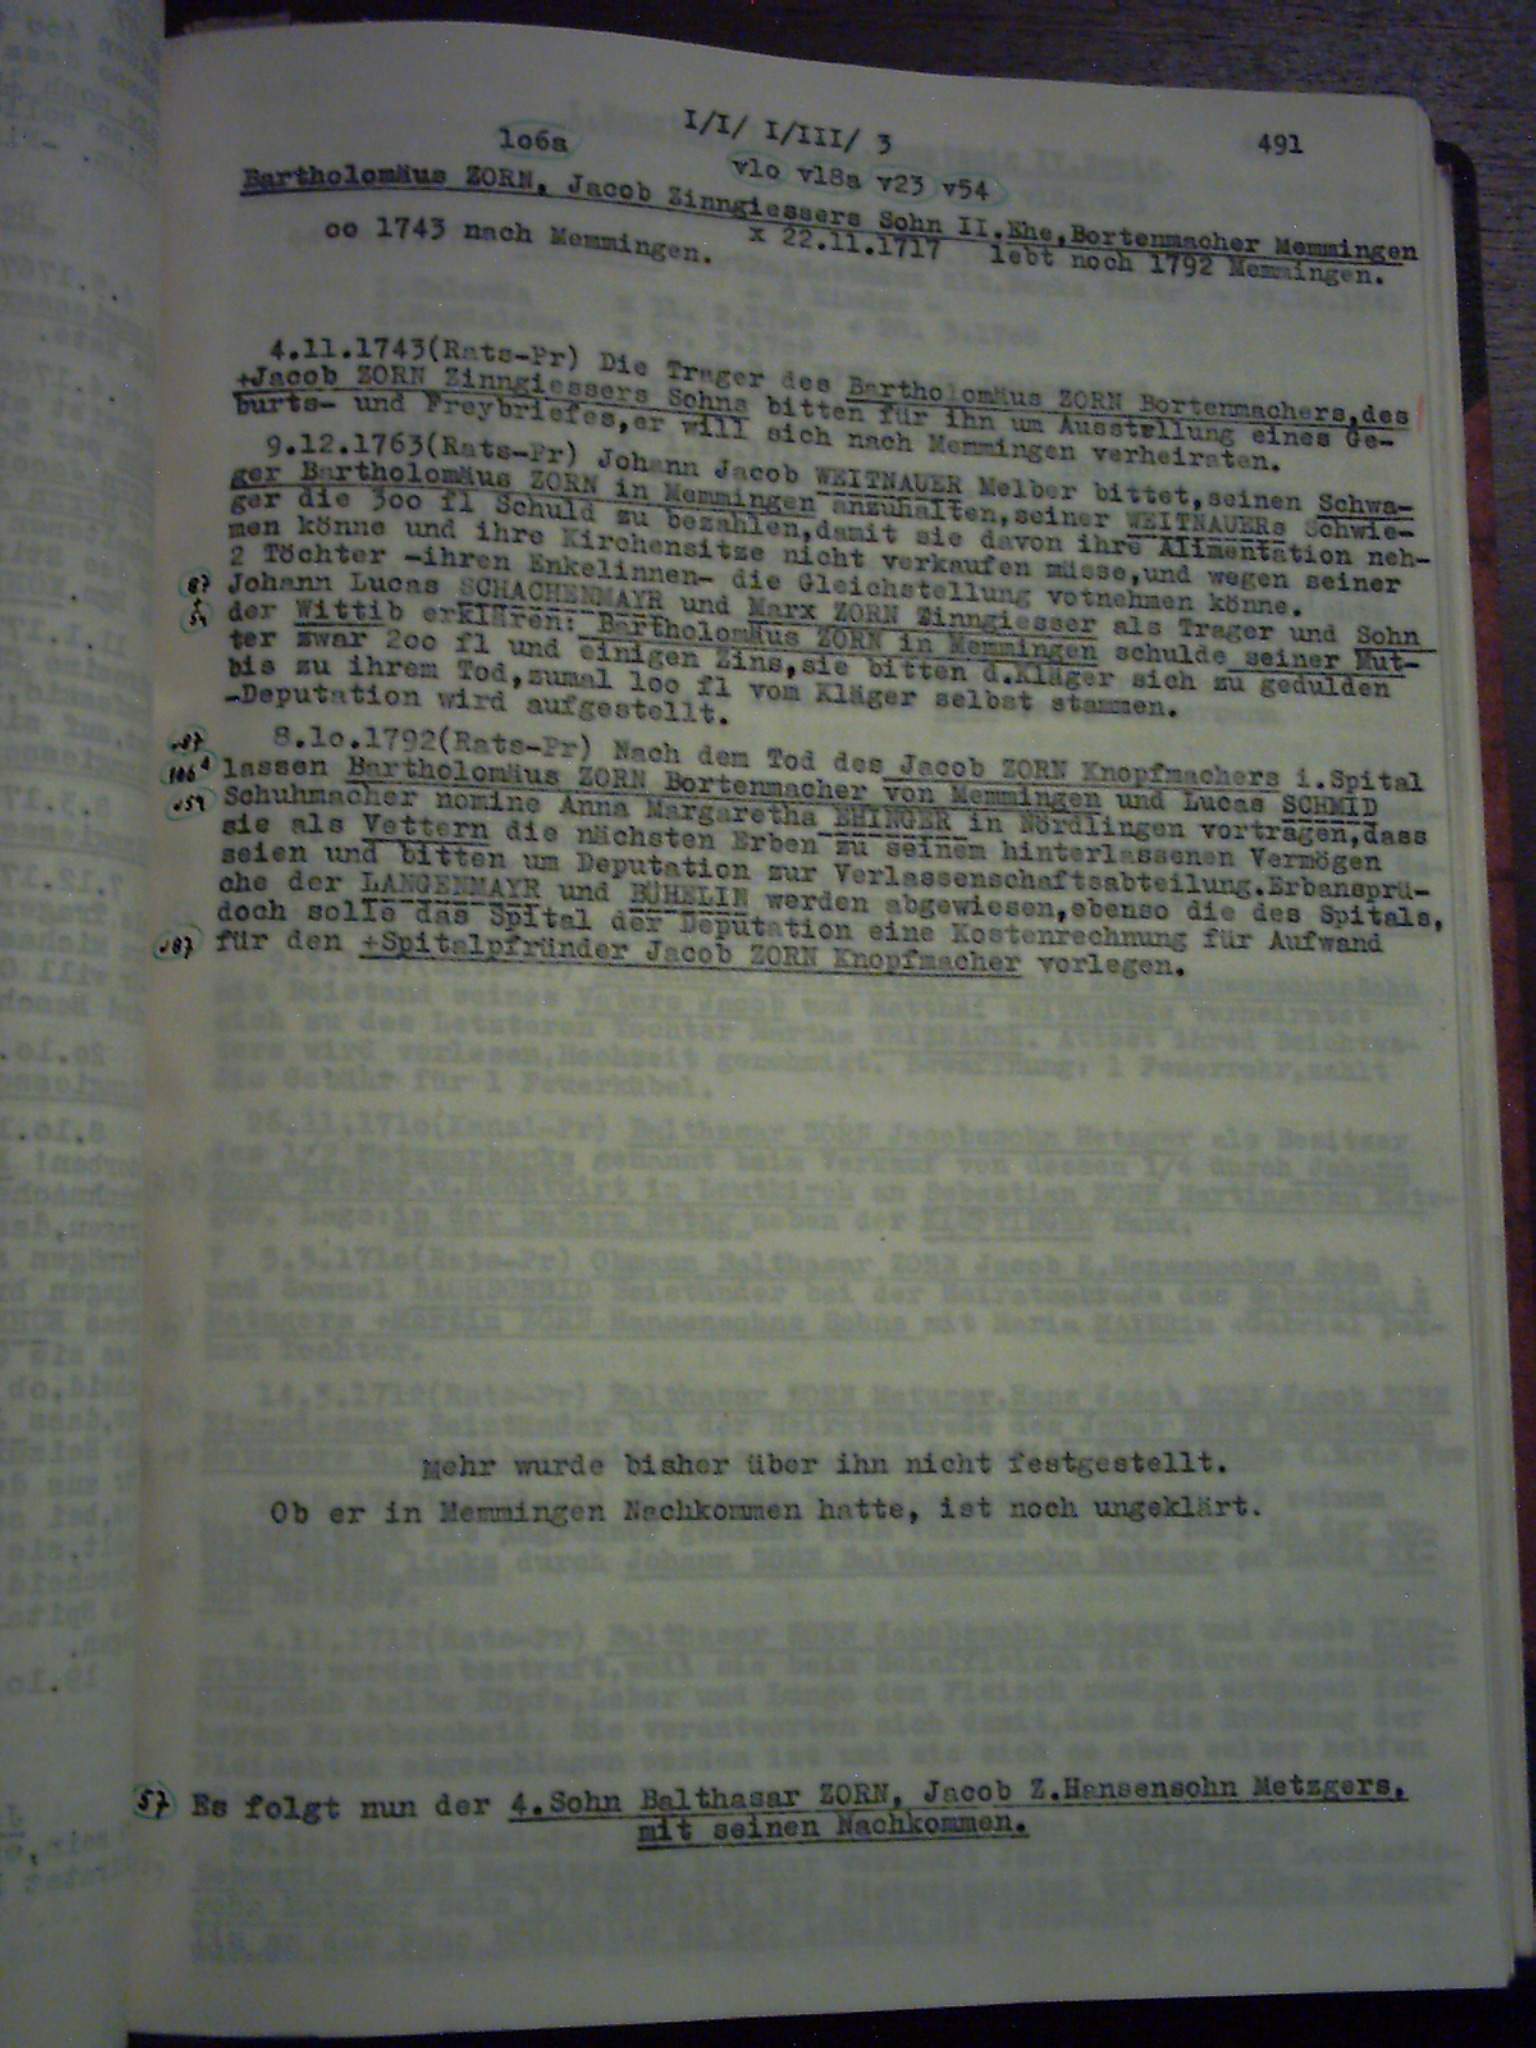 I/I/ I/III/ 3
491
1o6a
v1o v18a v23 v54
Bartholomäus ZORN, Jacob Zinngiessers Sohn II.Ehe,Bortenmacher Memmingen
x 22.11.1717 lebt noch 1792 Memmingen.
oo 1743 nach Memmingen.
4.11.1743(Rats-Pr) Die Trager des Bartholomäus ZORN Bortenmachers,des
+Jacob ZORN Zinngiessers Sohns bitten für ihn um Ausstellung eines Ge-
burts- und Freybriefes,er will sich nach Memmingen verheiraten.
9.12.1763(Rats-Pr) Johann Jacob WEITNAUER Melber bittet,seinen Schwa-
ger Bartholomäus ZORN in Memmingen anzuhalten,seiner WEITNAUERs Schwie-
ger die 3oo fl Schuld zu bezahlen,damit sie davon ihre Alimentation neh-
men könne und ihre Kirchensitze nicht verkaufen müsse,und wegen seiner
2 Töchter -ihren Enkelinnen- die Gleichstellung votnehmen könne.
87 Johann Lucas SCHACHENMAYR und Marx ZORN Zinngiesser als Trager und Sohn
54 der Wittib erklären: Bartholomäus ZORN in Memmingen schulde seiner Mut-
ter zwar 2oo fl und einigen Zins,sie bitten d.Kläger sich zu gedulden
bis zu ihrem Tod,zumal 1oo fl vom Kläger selbst stammen.
-Deputation wird aufgestellt.
v87 8.1o.1792(Rats-Pr) Nach dem Tod des Jacob ZORN Knopfmachers i.Spital
106a lassen Bartholomäus ZORN Bortenmacher von Memmingen und Lucas SCHMID
v54 Schuhmacher nomine Anna Margaretha EHINGER in Nördlingen vortragen,dass
sie als Vettern die nächsten Erben zu seinem hinterlassenen Vermögen
seien und bitten um Deputation zur Verlassenschaftsabteilung.Erbansprü-
che der LANGENMAYR und BÜHELIN werden abgewiesen,ebenso die des Spitals,
doch solle das Spital der Deputation eine Kostenrechnung für Aufwand
v87 für den +Spitalpfründer Jacob ZORN Knopfmacher vorlegen.
Mehr wurde bisher über ihn nicht festgestellt.
Ob er in Memmingen Nachkommen hatte, ist noch ungeklärt.
57 Es folgt nun der 4.Sohn Balthasar ZORN, Jacob Z.Hansensohn Metzgers,
mit seinen Nachkommen.